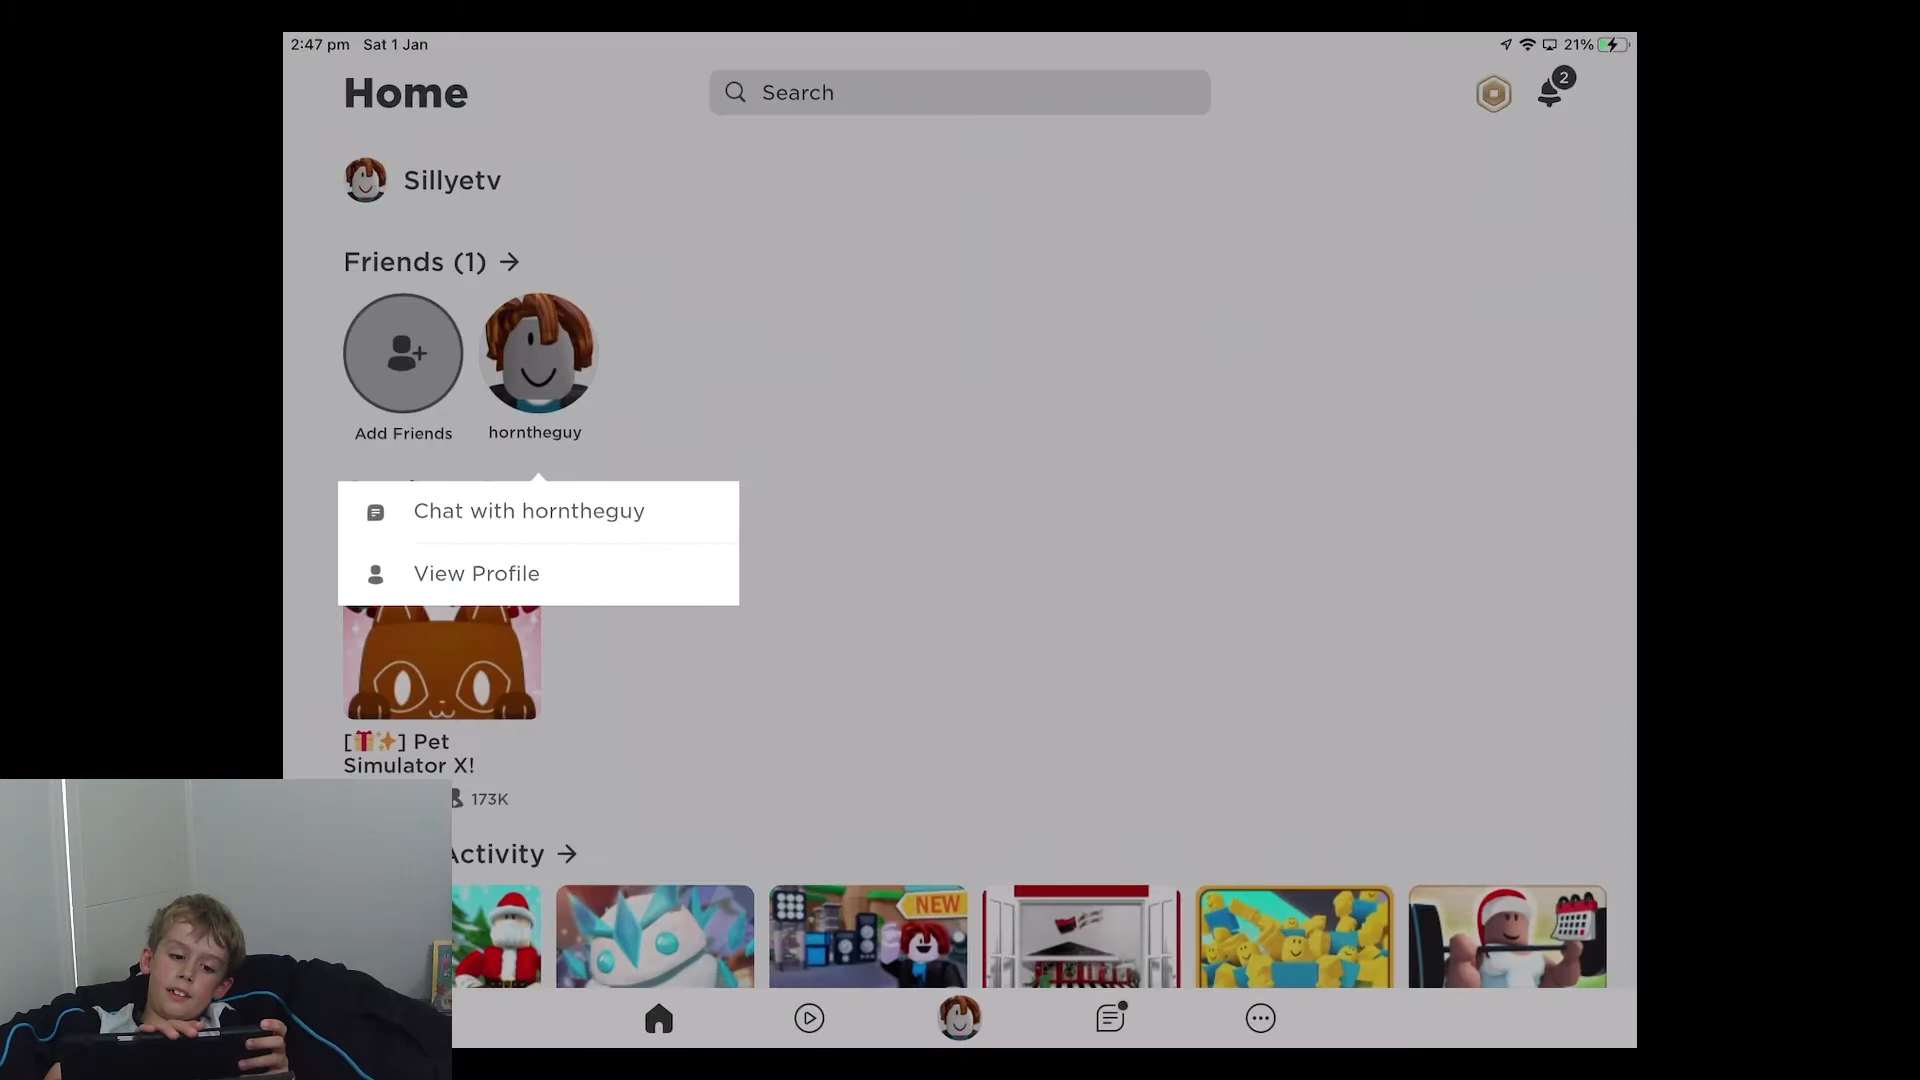 2:47 pm Sat 1 Jan
21%
Home
Search
2
Sillyetv
Friends (1) →
Add Friends
horntheguy
Chat with horntheguy
View Profile
[🎁✨] Pet
Simulator X!
173K
Activity →
NEW